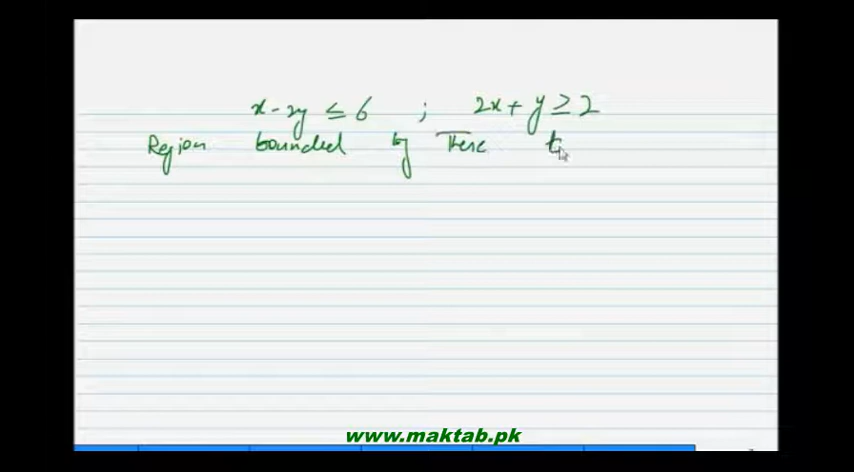 x - 2y ≤ 6 ; 2x + y ≥ 2
Region bounded by These t
www.maktab.pk